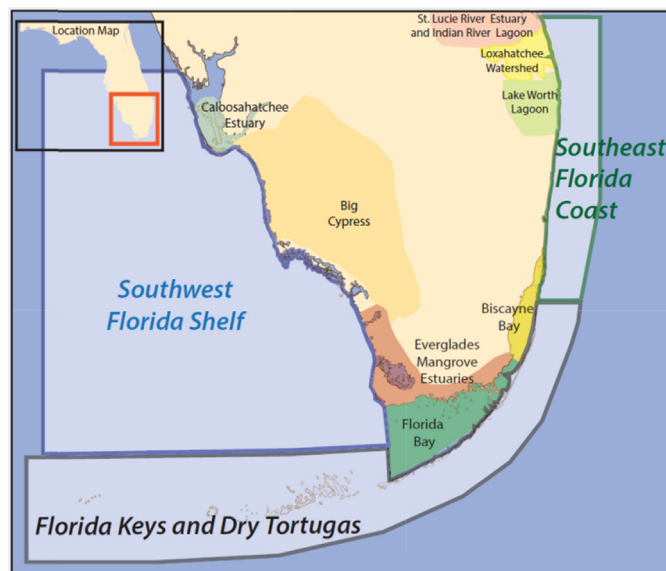 Location Map
St. Lucie River Estuary
and Indian River Lagoon
Loxahatchee
Watershed
Lake Worth
Lagoon
Caloosahatchee
Estuary
Southeast
Florida
Coast
Big
Cypress
Southwest
Florida Shelf
Biscayne
Bay
Everglades
Mangrove
Estuaries
Florida
Bay
Florida Keys and Dry Tortugas